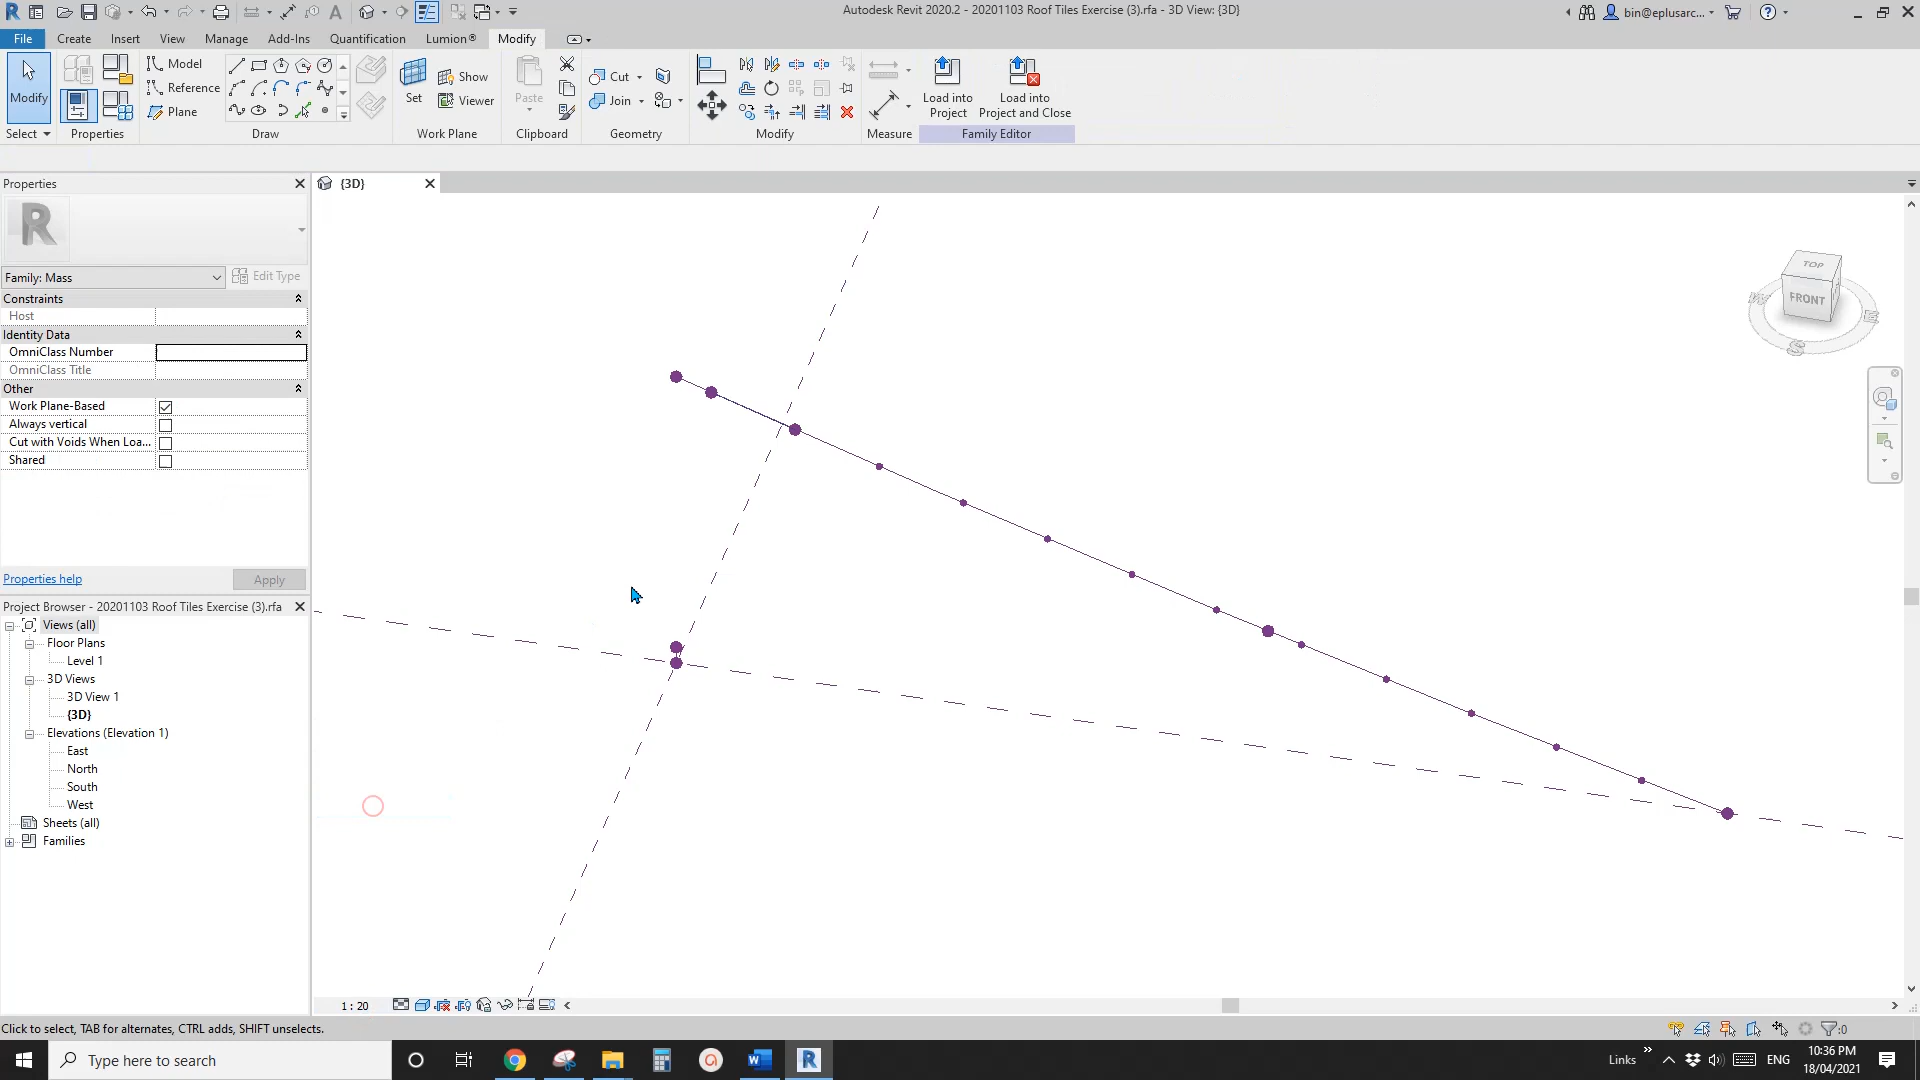 Autodesk Revit 2020.2 - 20201103 Roof Tiles Exercise (3).rfa - 3D View: {3D}
bin@eplusarc...
File Create Insert View Manage Add-Ins Quantification Lumion® Modify
Modify
Model
Reference
Plane
Set
Show
Viewer
Paste
Cut
Join
Load into Project
Load into Project and Close
Select Properties Draw Work Plane Clipboard Geometry Modify Measure Family Editor
Properties
{3D}
Family: Mass
Edit Type
Constraints
Host
Identity Data
OmniClass Number
OmniClass Title
Other
Work Plane-Based
Always vertical
Cut with Voids When Loa...
Shared
Properties help
Apply
TOP
FRONT
W
E
S
Project Browser - 20201103 Roof Tiles Exercise (3).rfa
Views (all)
Floor Plans
Level 1
3D Views
3D View 1
{3D}
Elevations (Elevation 1)
East
North
South
West
Sheets (all)
Families
1 : 20
Click to select, TAB for alternates, CTRL adds, SHIFT unselects.
:0
Type here to search
Links
ENG
10:36 PM
18/04/2021